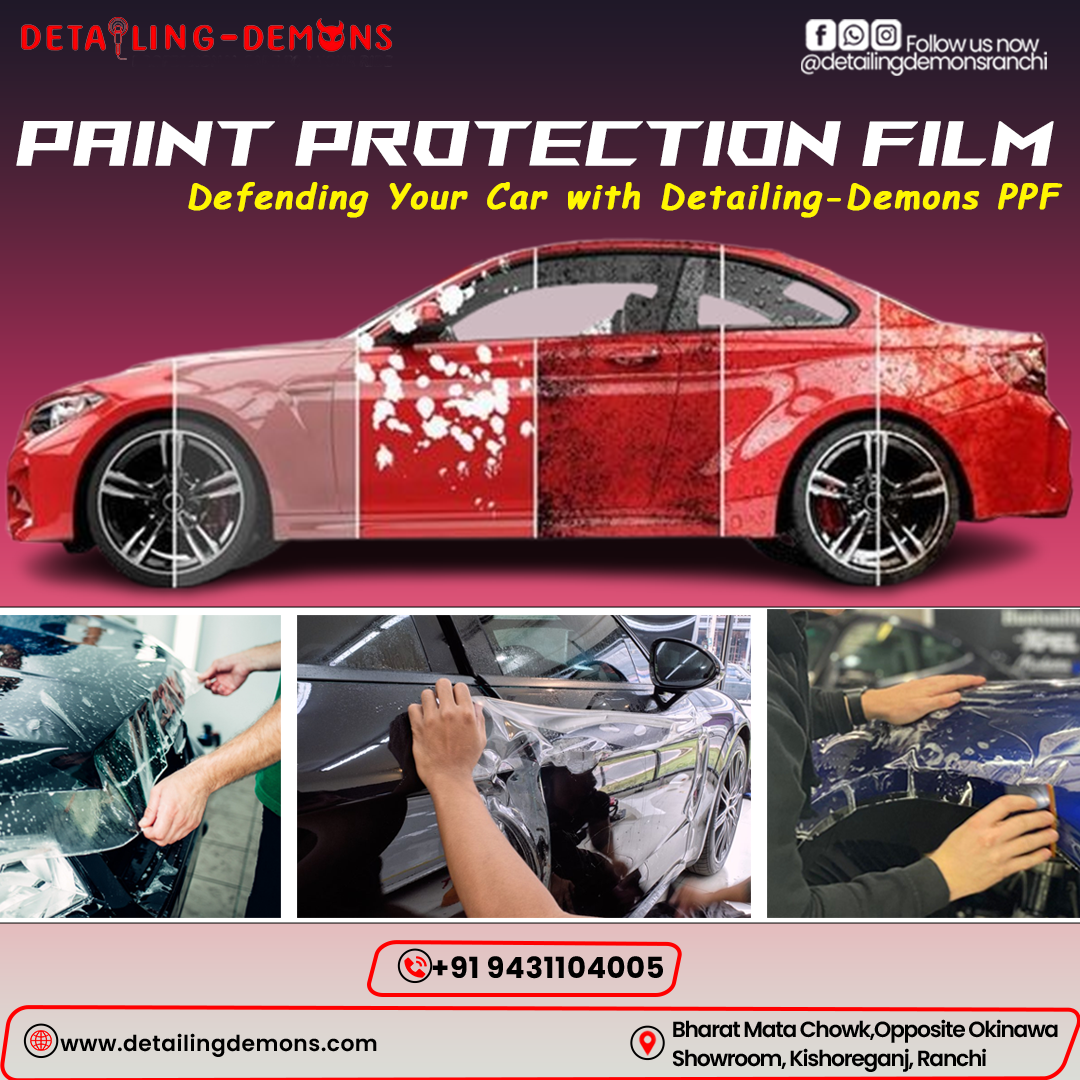 DETAILING-DEMONS
Follow us now
@detailingdemonsranchi
PAINT PROTECTION FILM
Defending Your Car with Detailing-Demons PPF
+91 9431104005
www.detailingdemons.com
Bharat Mata Chowk,Opposite Okinawa
Showroom, Kishoreganj, Ranchi